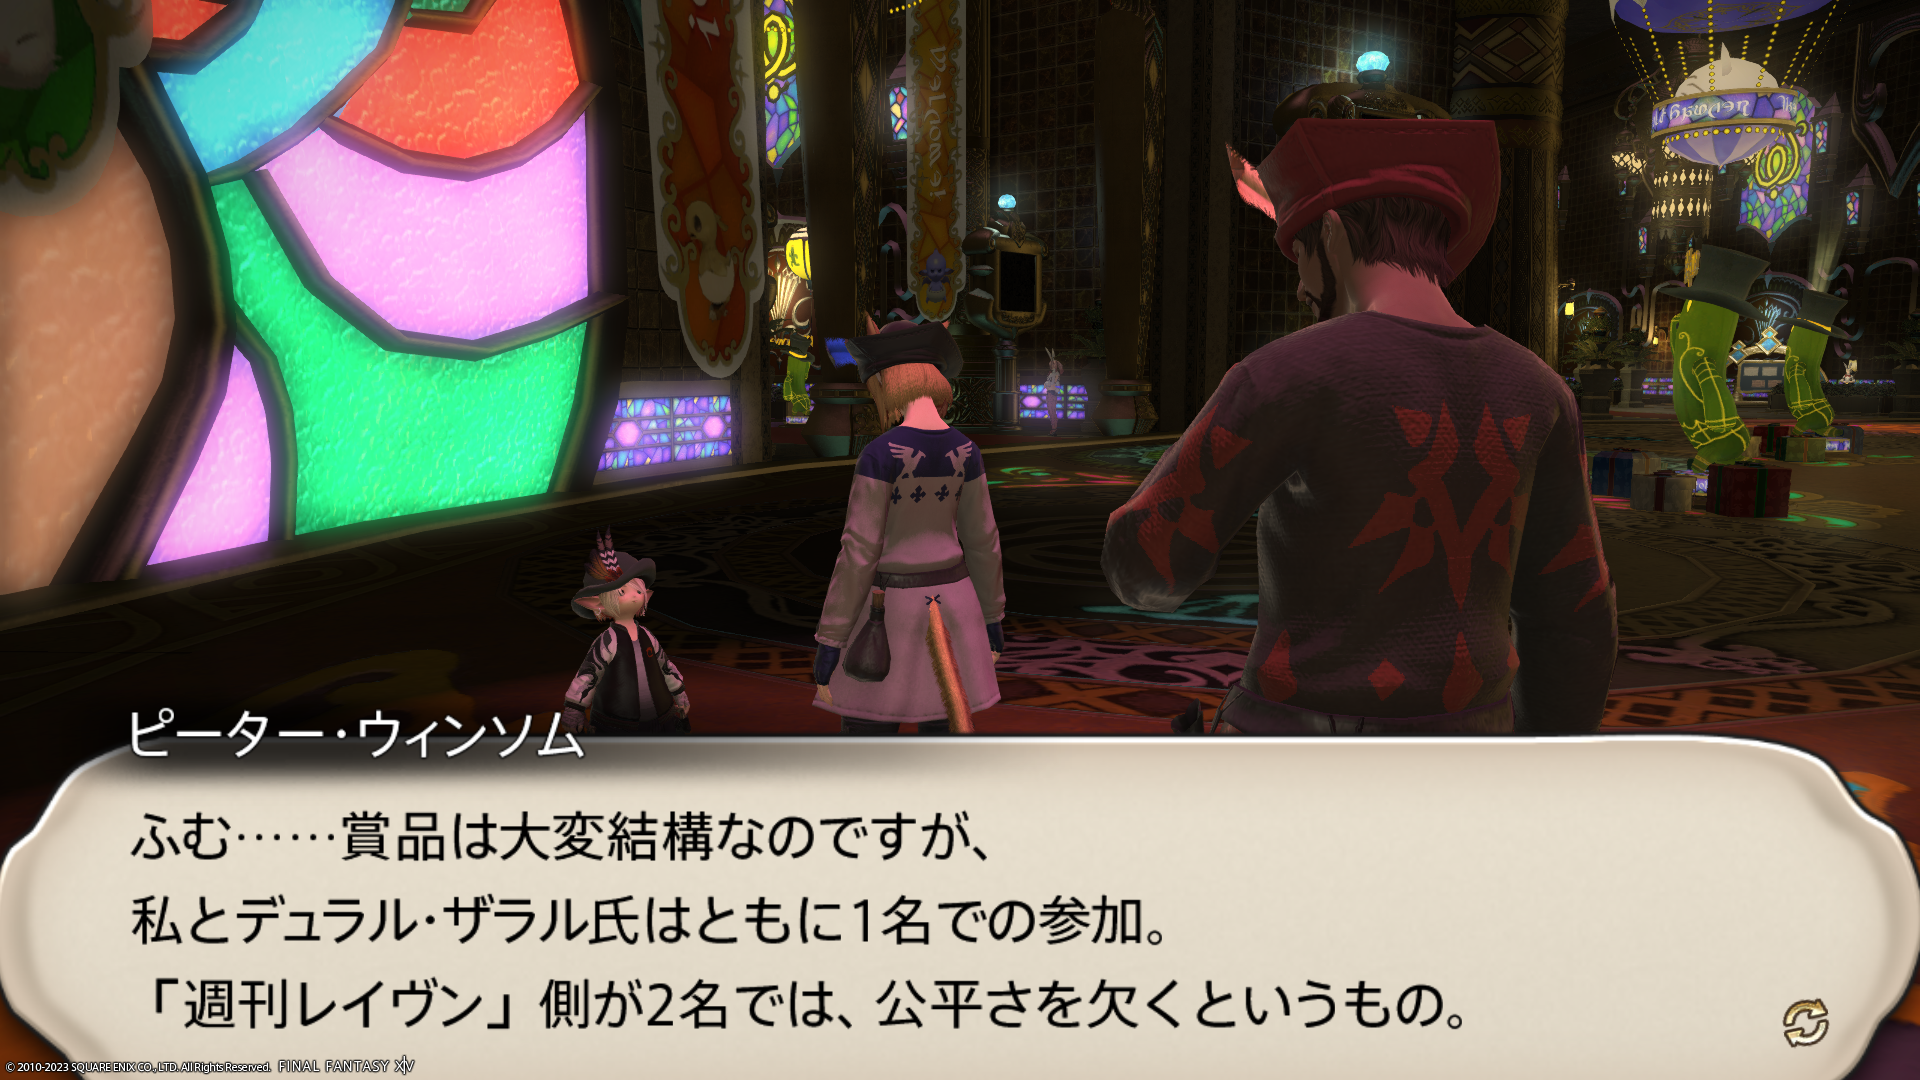 Valentione's
ピーター・ウィンソム
ふむ……賞品は大変結構なのですが、
私とデュラル・ザラル氏はともに1名での参加。
「週刊レイヴン」側が2名では、公平さを欠くというもの。
© 2010-2023 SQUARE ENIX CO., LTD. All Rights Reserved. FINAL FANTASY XIV